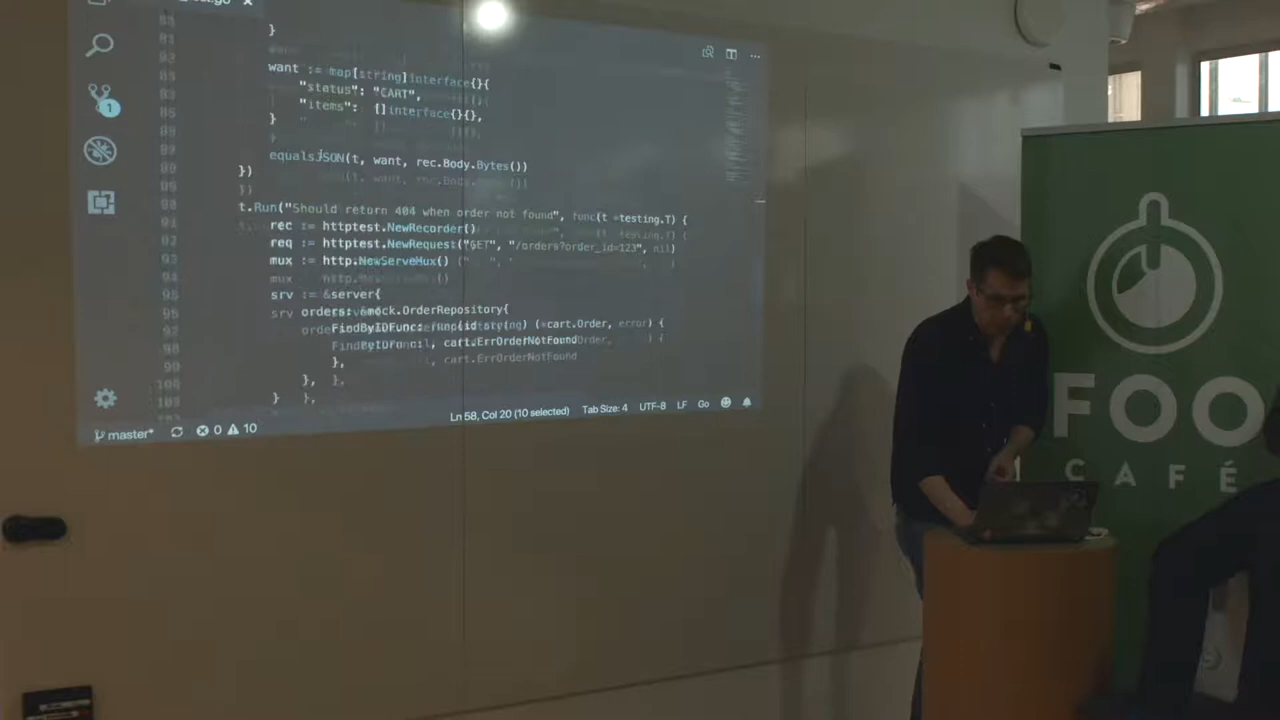 }
want := map[string]interface{}{
"status": "CART",
"items": []interface{}{},
}
equalsJSON(t, want, rec.Body.Bytes())
})
t.Run("Should return 404 when order not found", func(t *testing.T) {
rec := httptest.NewRecorder()
req := httptest.NewRequest("GET", "/orders?order_id=123", nil)
mux := http.NewServeMux()
srv := &server{
orders: &mock.OrderRepository{
FindByIDFunc: func(id string) (*cart.Order, error) {
cart.ErrOrderNotFound
},
},
}
master*
0
10
Ln 58, Col 20 (10 selected)
Tab Size: 4
UTF-8
LF
Go
1
FOO
CAFÉ